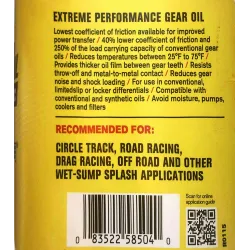 EXTREME PERFORMANCE GEAR OIL
Lowest coefficient of friction available for improved
power transfer / 40% lower coefficient of friction and
250% of the load carrying capacity of conventional gear
oils / Reduces temperatures between 25°F to 75°F /
Provides thicker oil film between gear teeth / Resists
throw-off and metal-to-metal contact / Reduces gear
noise and shock loading / For use in conventional,
limitedslip or locker differentials / Compatible with
conventional and synthetic oils / Avoid moisture, pumps,
coolers and filters
RECOMMENDED FOR:
CIRCLE TRACK, ROAD RACING,
DRAG RACING, OFF ROAD AND OTHER
WET-SUMP SPLASH APPLICATIONS
Scan for online
application guide
0 83522 58504 0